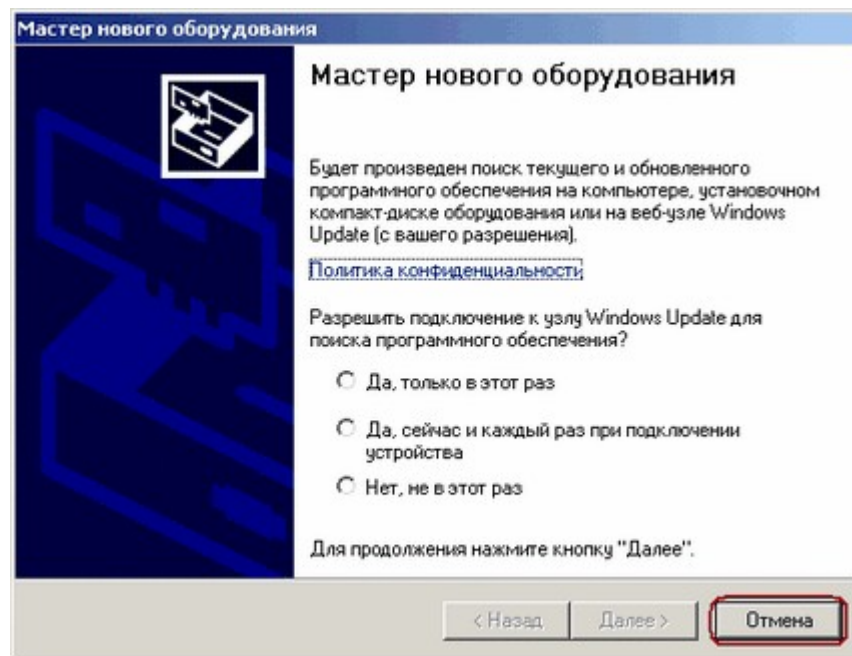 Мастер нового оборудования
Мастер нового оборудования
Будет произведен поиск текущего и обновленного
программного обеспечения на компьютере, установочном
компакт-диске оборудования или на веб-узле Windows
Update (с вашего разрешения).
Политика конфиденциальности
Разрешить подключение к узлу Windows Update для
поиска программного обеспечения?
Да, только в этот раз
Да, сейчас и каждый раз при подключении
устройства
Нет, не в этот раз
Для продолжения нажмите кнопку "Далее".
< Назад Далее > Отмена